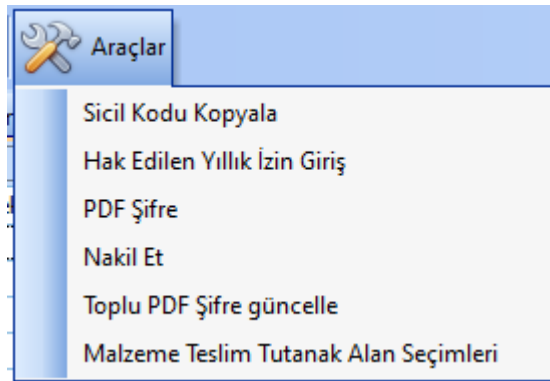 Araçlar
Sicil Kodu Kopyala
Hak Edilen Yıllık İzin Giriş
PDF Şifre
Nakil Et
Toplu PDF Şifre güncelle
Malzeme Teslim Tutanak Alan Seçimleri